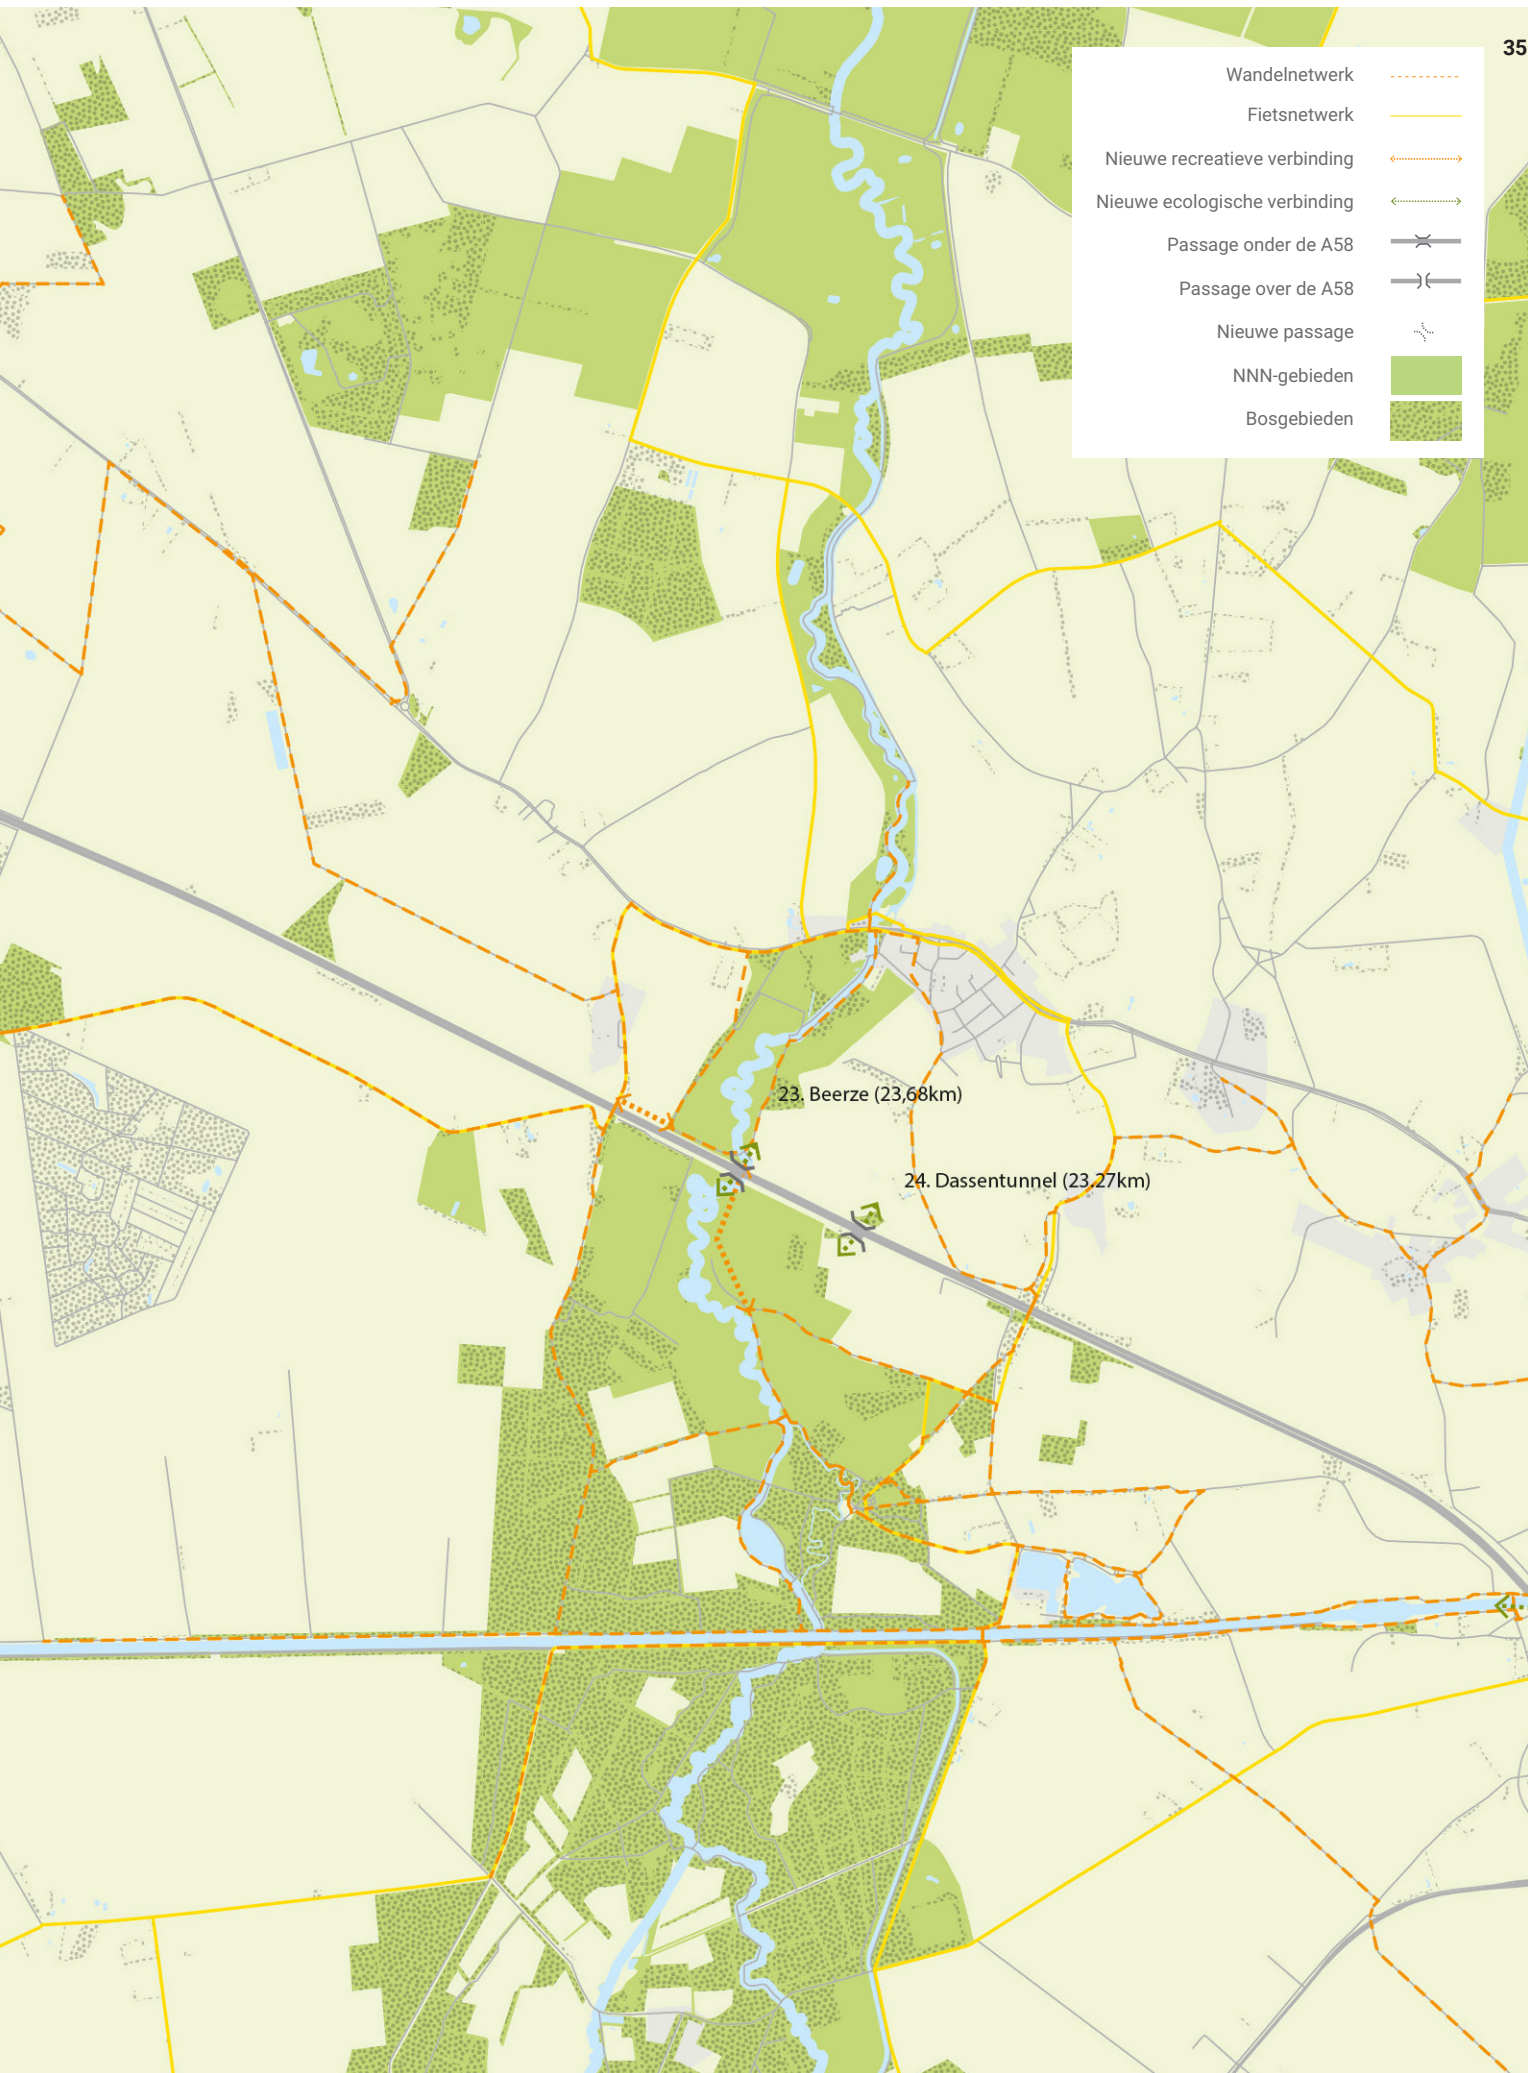 35
Wandelnetwerk
Fietsnetwerk
Nieuwe recreatieve verbinding
Nieuwe ecologische verbinding
Passage onder de A58
Passage over de A58
Nieuwe passage
NNN-gebieden
Bosgebieden
23. Beerze (23,68km)
24. Dassentunnel (23.27km)